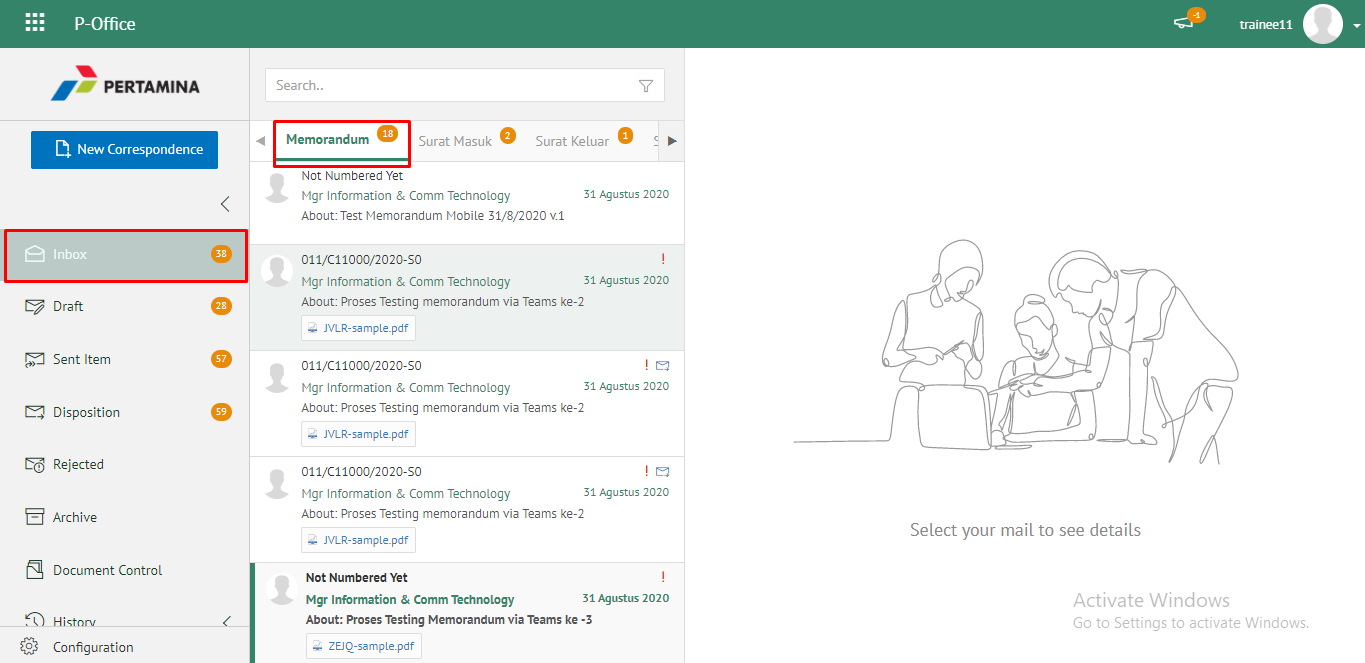 P-Office
-1
trainee11
PERTAMINA
New Correspondence
Inbox 38
Draft 28
Sent Item 57
Disposition 59
Rejected
Archive
Document Control
History
Configuration
Search..
Memorandum 18
Surat Masuk 2
Surat Keluar 1
Not Numbered Yet
Mgr Information & Comm Technology 31 Agustus 2020
About: Test Memorandum Mobile 31/8/2020 v.1
011/C11000/2020-S0 !
Mgr Information & Comm Technology 31 Agustus 2020
About: Proses Testing memorandum via Teams ke-2
JVLR-sample.pdf
011/C11000/2020-S0 !
Mgr Information & Comm Technology 31 Agustus 2020
About: Proses Testing memorandum via Teams ke-2
JVLR-sample.pdf
011/C11000/2020-S0 !
Mgr Information & Comm Technology 31 Agustus 2020
About: Proses Testing memorandum via Teams ke-2
JVLR-sample.pdf
Not Numbered Yet !
Mgr Information & Comm Technology 31 Agustus 2020
About: Proses Testing Memorandum via Teams ke -3
ZEJQ-sample.pdf
Select your mail to see details
Activate Windows
Go to Settings to activate Windows.